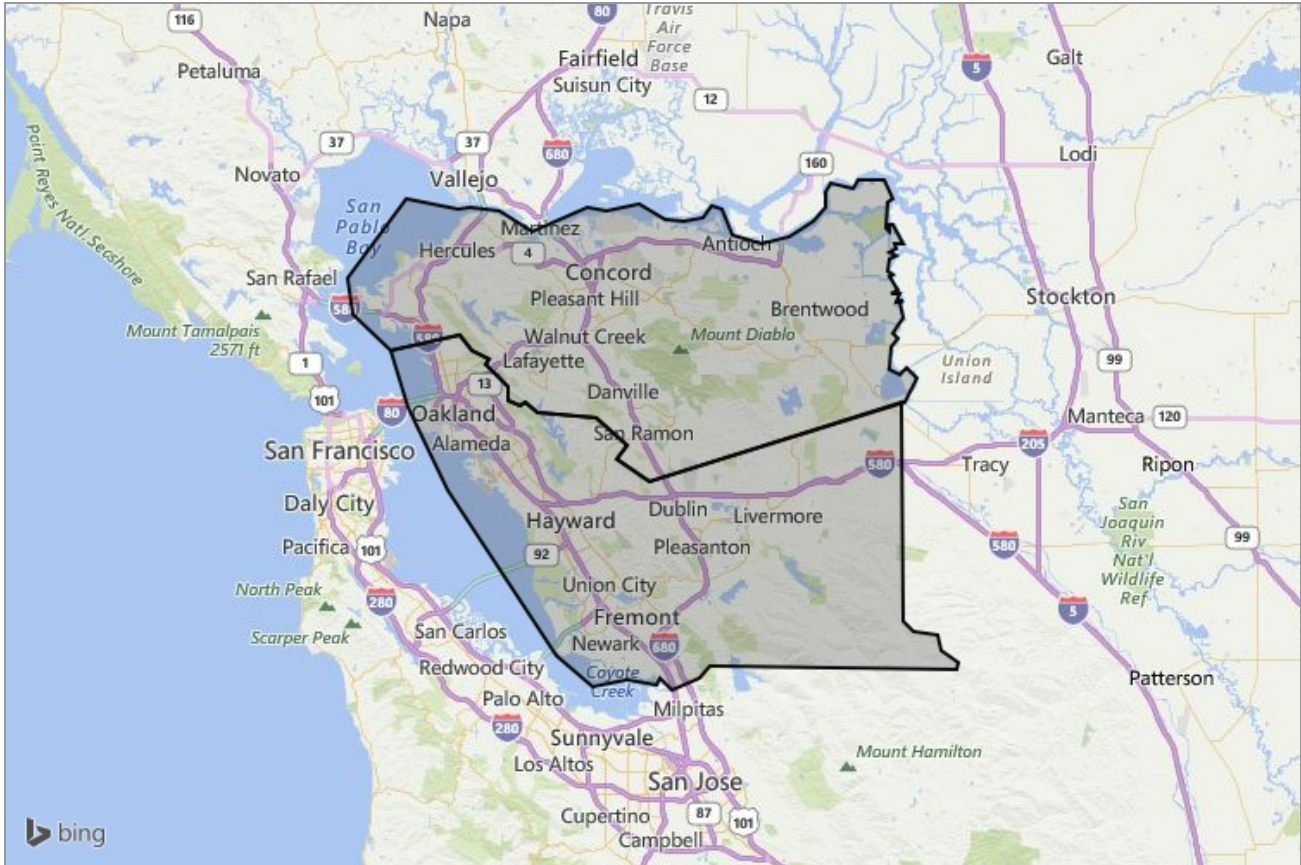 116
80
Travis
Air
Force
Base
Napa
Galt
5
Petaluma
Fairfield
Suisun City
12
37
37
680
160
Lodi
Novato
Vallejo
Point Reyes Natl Seashore
San
Pablo
Bay
Martinez
Hercules
4
Antioch
San Rafael
Concord
580
Pleasant Hill
Stockton
Brentwood
Mount Tamalpais
2571 ft
580
Walnut Creek
Mount Diablo
1
Lafayette
Union
Island
99
101
13
Danville
80
Oakland
Manteca
120
San Ramon
Alameda
205
San Francisco
580
Tracy
Ripon
Daly City
Dublin
Livermore
Hayward
San
Joaquin
Riv
Nat'l
Wildlife
Ref
99
Pacifica
101
92
Pleasanton
580
North Peak
280
Union City
5
Scarper Peak
San Carlos
Fremont
Newark
680
Redwood City
Coyote
Creek
Patterson
Palo Alto
Milpitas
280
Sunnyvale
Los Altos
Mount Hamilton
San Jose
Cupertino
87
101
Campbell
bing